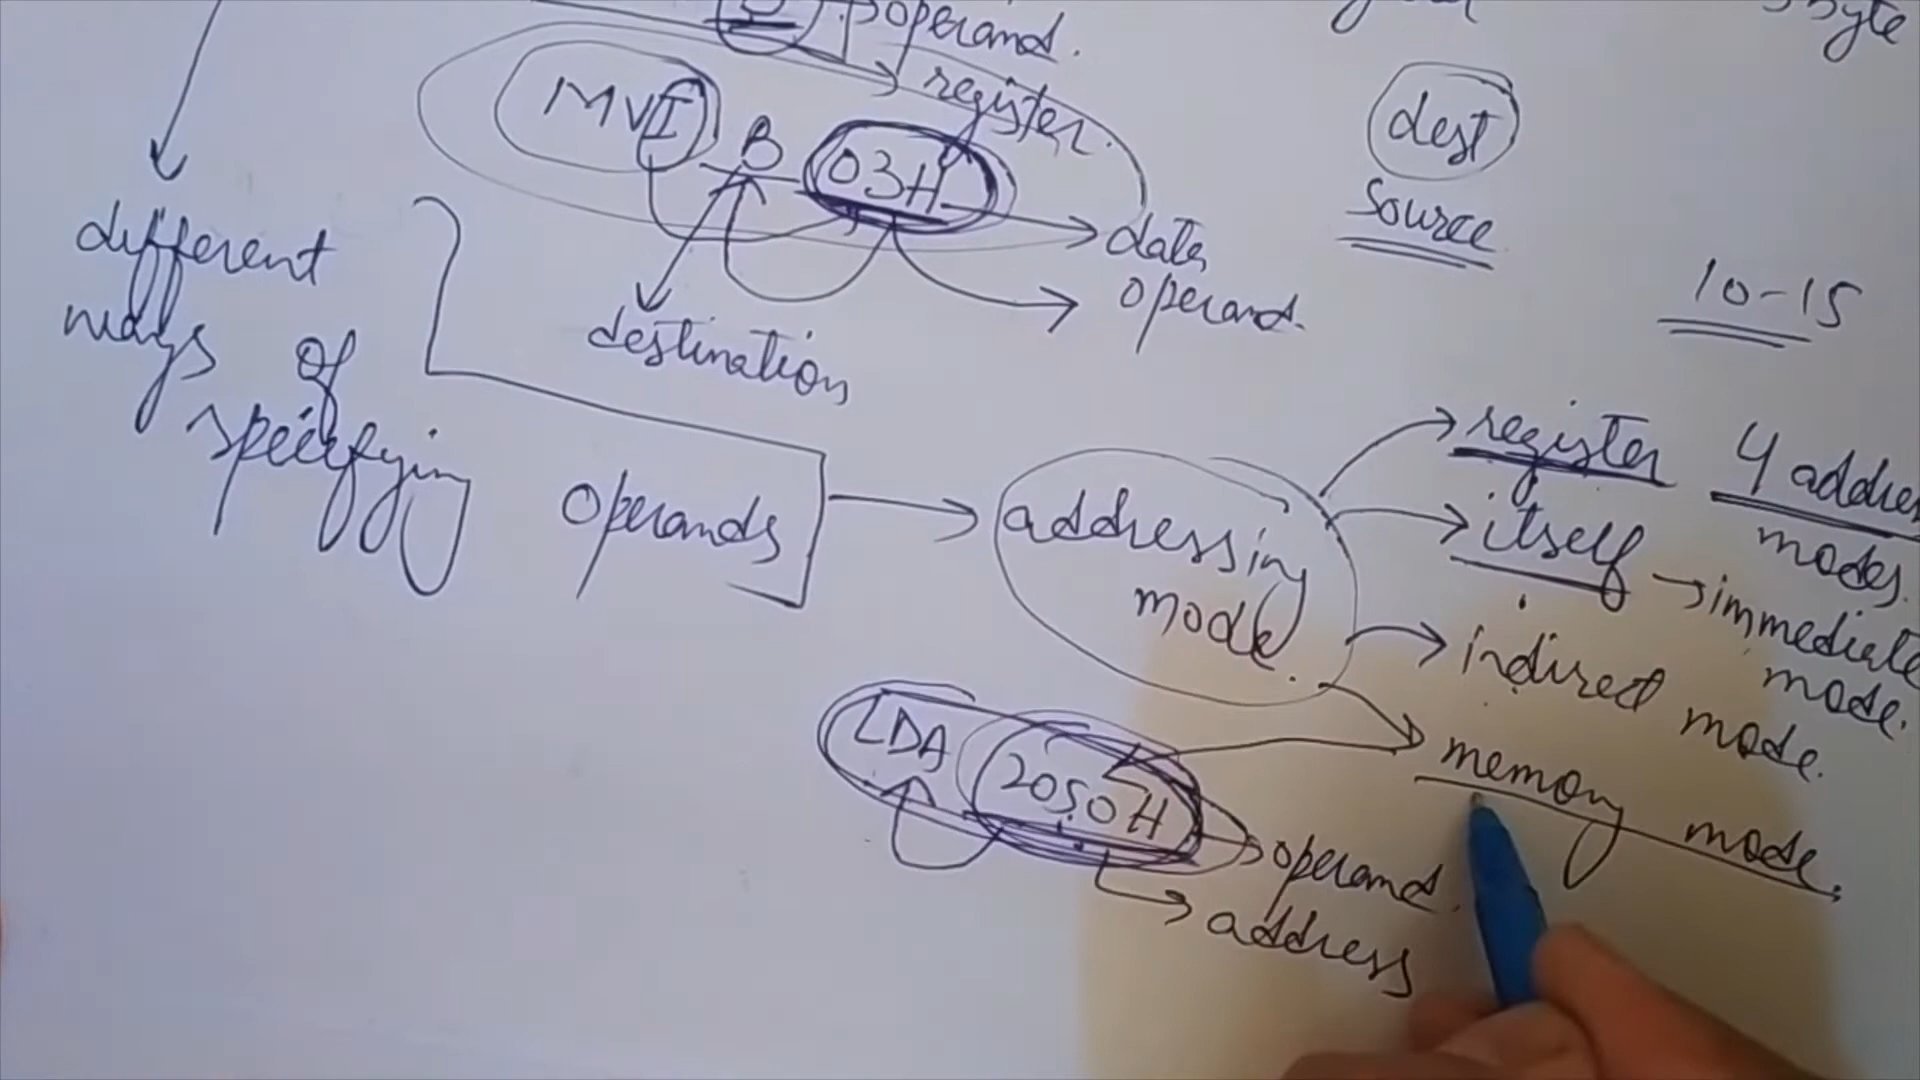 operand.
byte
register.
MVI B 03H
dest
source
data
operand.
destination
10-15
different
ways of
specifying
operands
addressing
mode.
register
itself
immediate
mode.
indirect mode.
memory mode.
4 addres
modes.
LDA 2050H
operand.
address